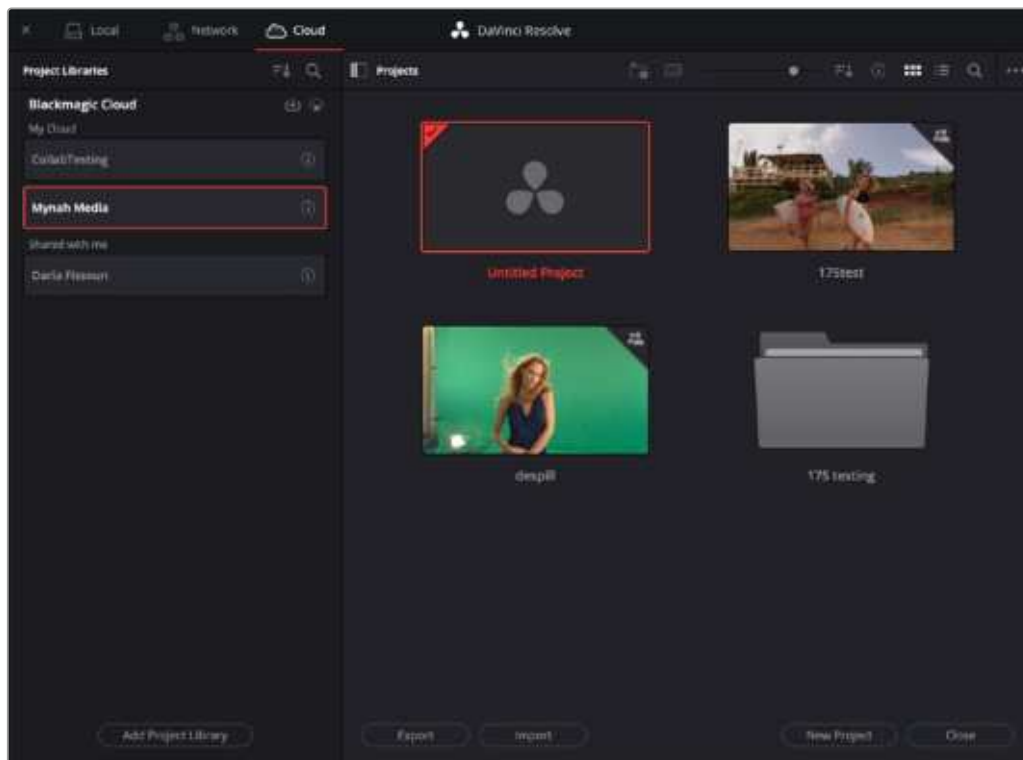 Local
Network
Cloud
DaVinci Resolve
Project Libraries
Projects
Blackmagic Cloud
My Cloud
CollabTesting
Mynah Media
Shared with me
Daria
Untitled Project
175test
despill
175 testing
Add Project Library
Export
Import
New Project
Close